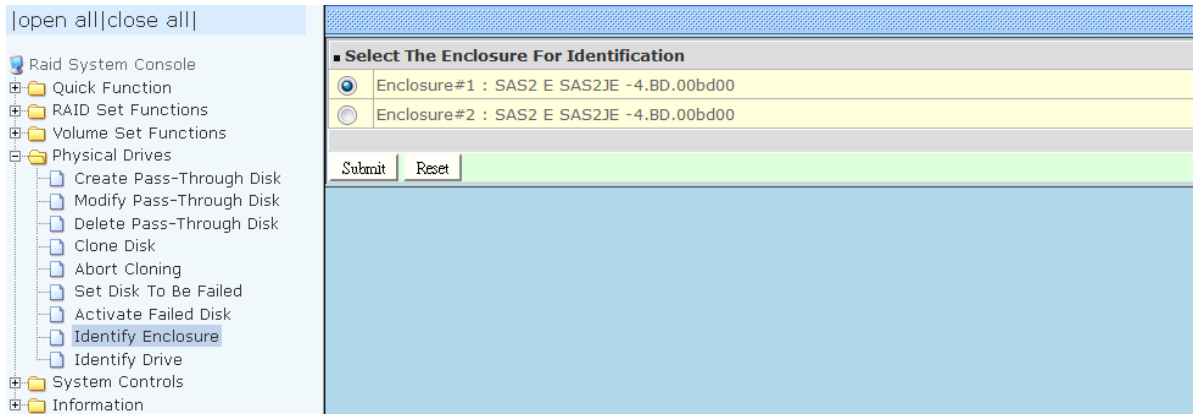 |open all|close all|
Raid System Console
Quick Function
RAID Set Functions
Volume Set Functions
Physical Drives
Create Pass-Through Disk
Modify Pass-Through Disk
Delete Pass-Through Disk
Clone Disk
Abort Cloning
Set Disk To Be Failed
Activate Failed Disk
Identify Enclosure
Identify Drive
System Controls
Information
Select The Enclosure For Identification
Enclosure#1 : SAS2 E SAS2JE -4.BD.00bd00
Enclosure#2 : SAS2 E SAS2JE -4.BD.00bd00
Submit Reset